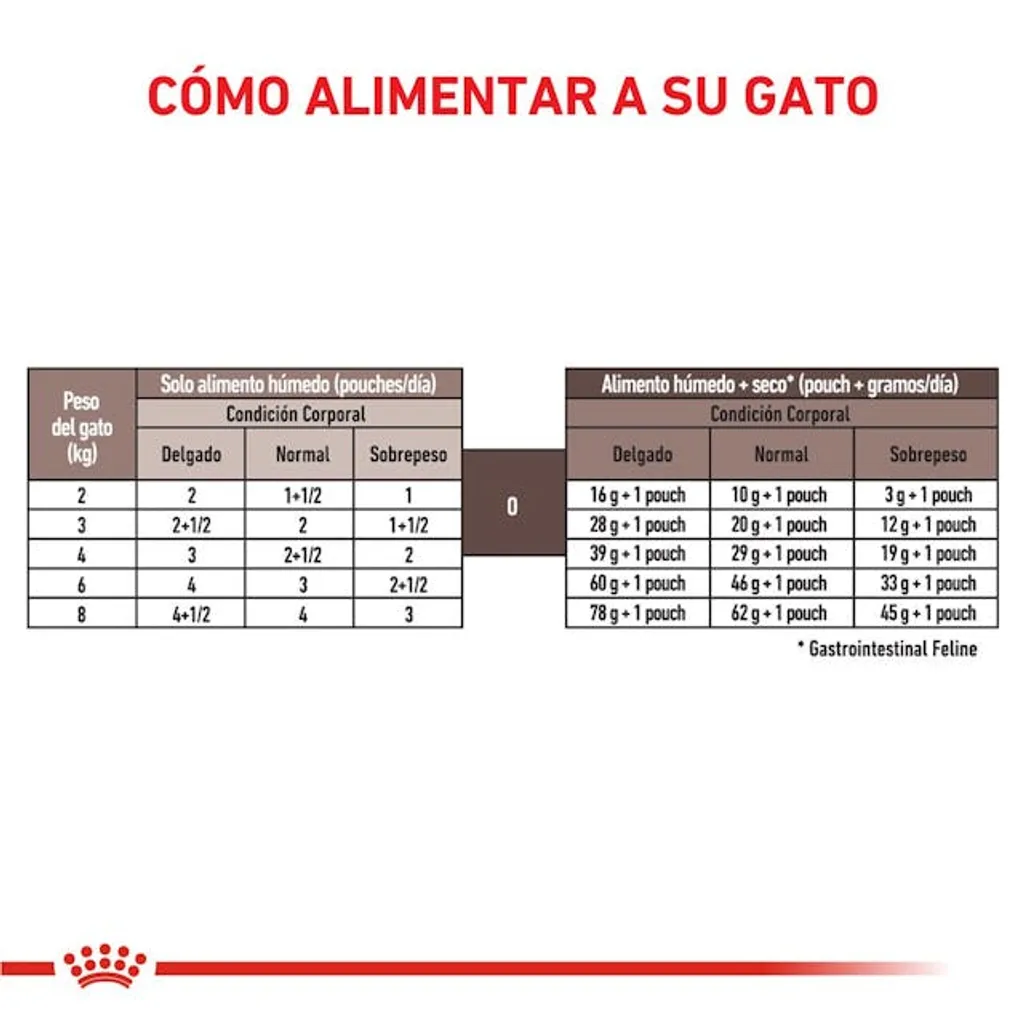 CÓMO ALIMENTAR A SU GATO
Peso del gato (kg) Solo alimento húmedo (pouches/día) Alimento húmedo + seco* (pouch + gramos/día)
Condición Corporal Condición Corporal
Delgado Normal Sobrepeso Delgado Normal Sobrepeso
2 2 1+1/2 1 16 g + 1 pouch 10 g + 1 pouch 3 g + 1 pouch
O
3 2+1/2 2 1+1/2 28 g + 1 pouch 20 g + 1 pouch 12 g + 1 pouch
4 3 2+1/2 2 39 g + 1 pouch 29 g + 1 pouch 19 g + 1 pouch
6 4 3 2+1/2 60 g + 1 pouch 46 g + 1 pouch 33 g + 1 pouch
8 4+1/2 4 3 78 g + 1 pouch 62 g + 1 pouch 45 g + 1 pouch
* Gastrointestinal Feline